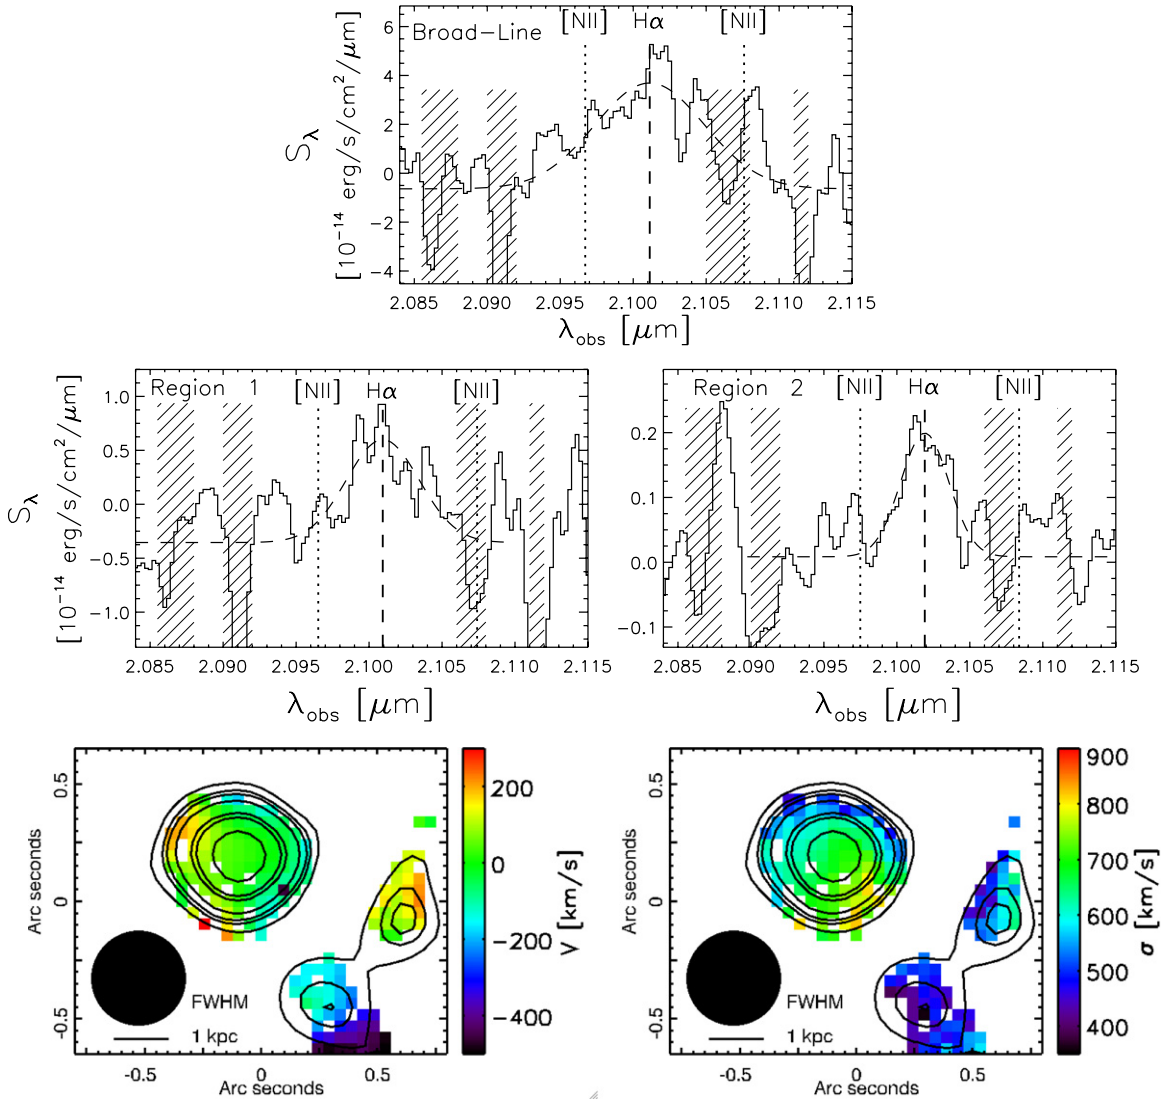 Broad–Line [NII] Hα [NII]
6
4
2
0
−2
−4
S_λ
[10⁻¹⁴ erg/s/cm²/μm]
2.085 2.090 2.095 2.100 2.105 2.110 2.115
λ_obs [μm]
Region 1 [NII] Hα [NII]
1.0
0.5
0.0
−0.5
−1.0
S_λ
[10⁻¹⁴ erg/s/cm²/μm]
2.085 2.090 2.095 2.100 2.105 2.110 2.115
λ_obs [μm]
Region 2 [NII] Hα [NII]
0.2
0.1
0.0
−0.1
2.085 2.090 2.095 2.100 2.105 2.110 2.115
λ_obs [μm]
0.5
0
-0.5
Arc seconds
FWHM
1 kpc
-0.5 0 0.5
Arc seconds
200
0
−200
−400
V [km/s]
0.5
0
-0.5
Arc seconds
FWHM
1 kpc
-0.5 0 0.5
Arc seconds
900
800
700
600
500
400
σ [km/s]